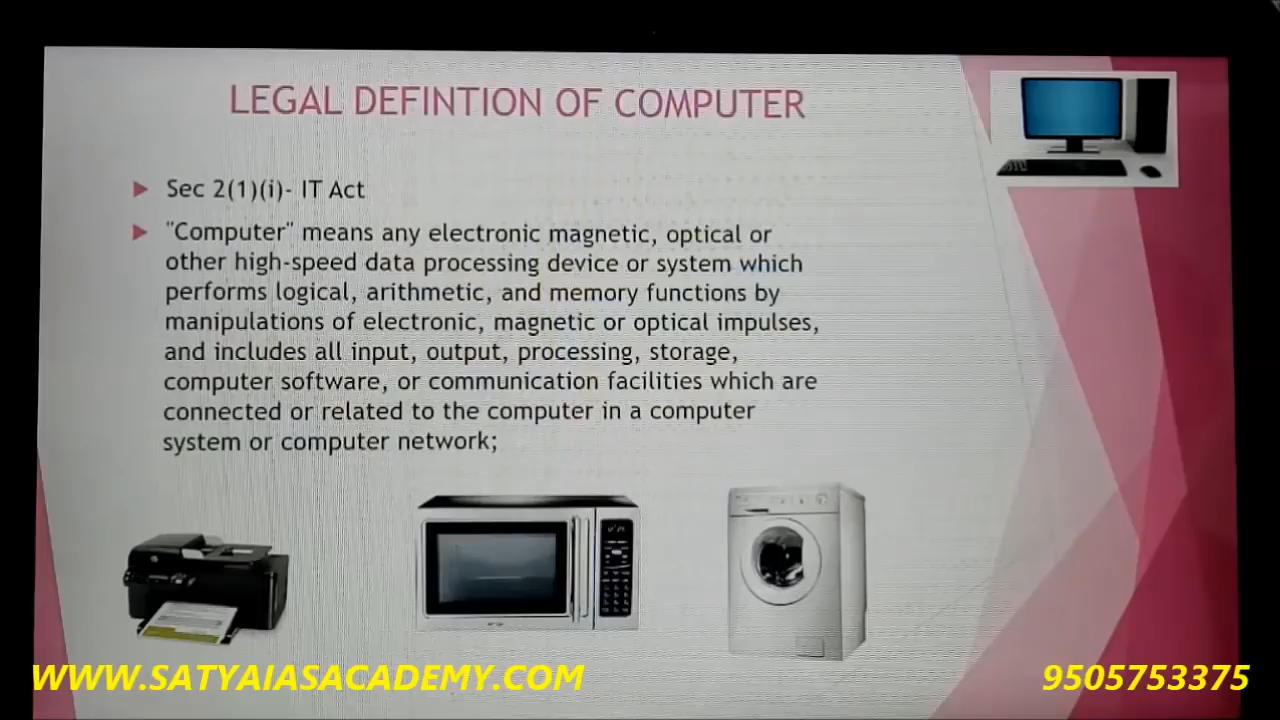 LEGAL DEFINTION OF COMPUTER
Sec 2(1)(i)- IT Act
"Computer" means any electronic magnetic, optical or
other high-speed data processing device or system which
performs logical, arithmetic, and memory functions by
manipulations of electronic, magnetic or optical impulses,
and includes all input, output, processing, storage,
computer software, or communication facilities which are
connected or related to the computer in a computer
system or computer network;
WWW.SATYAIASACADEMY.COM
9505753375